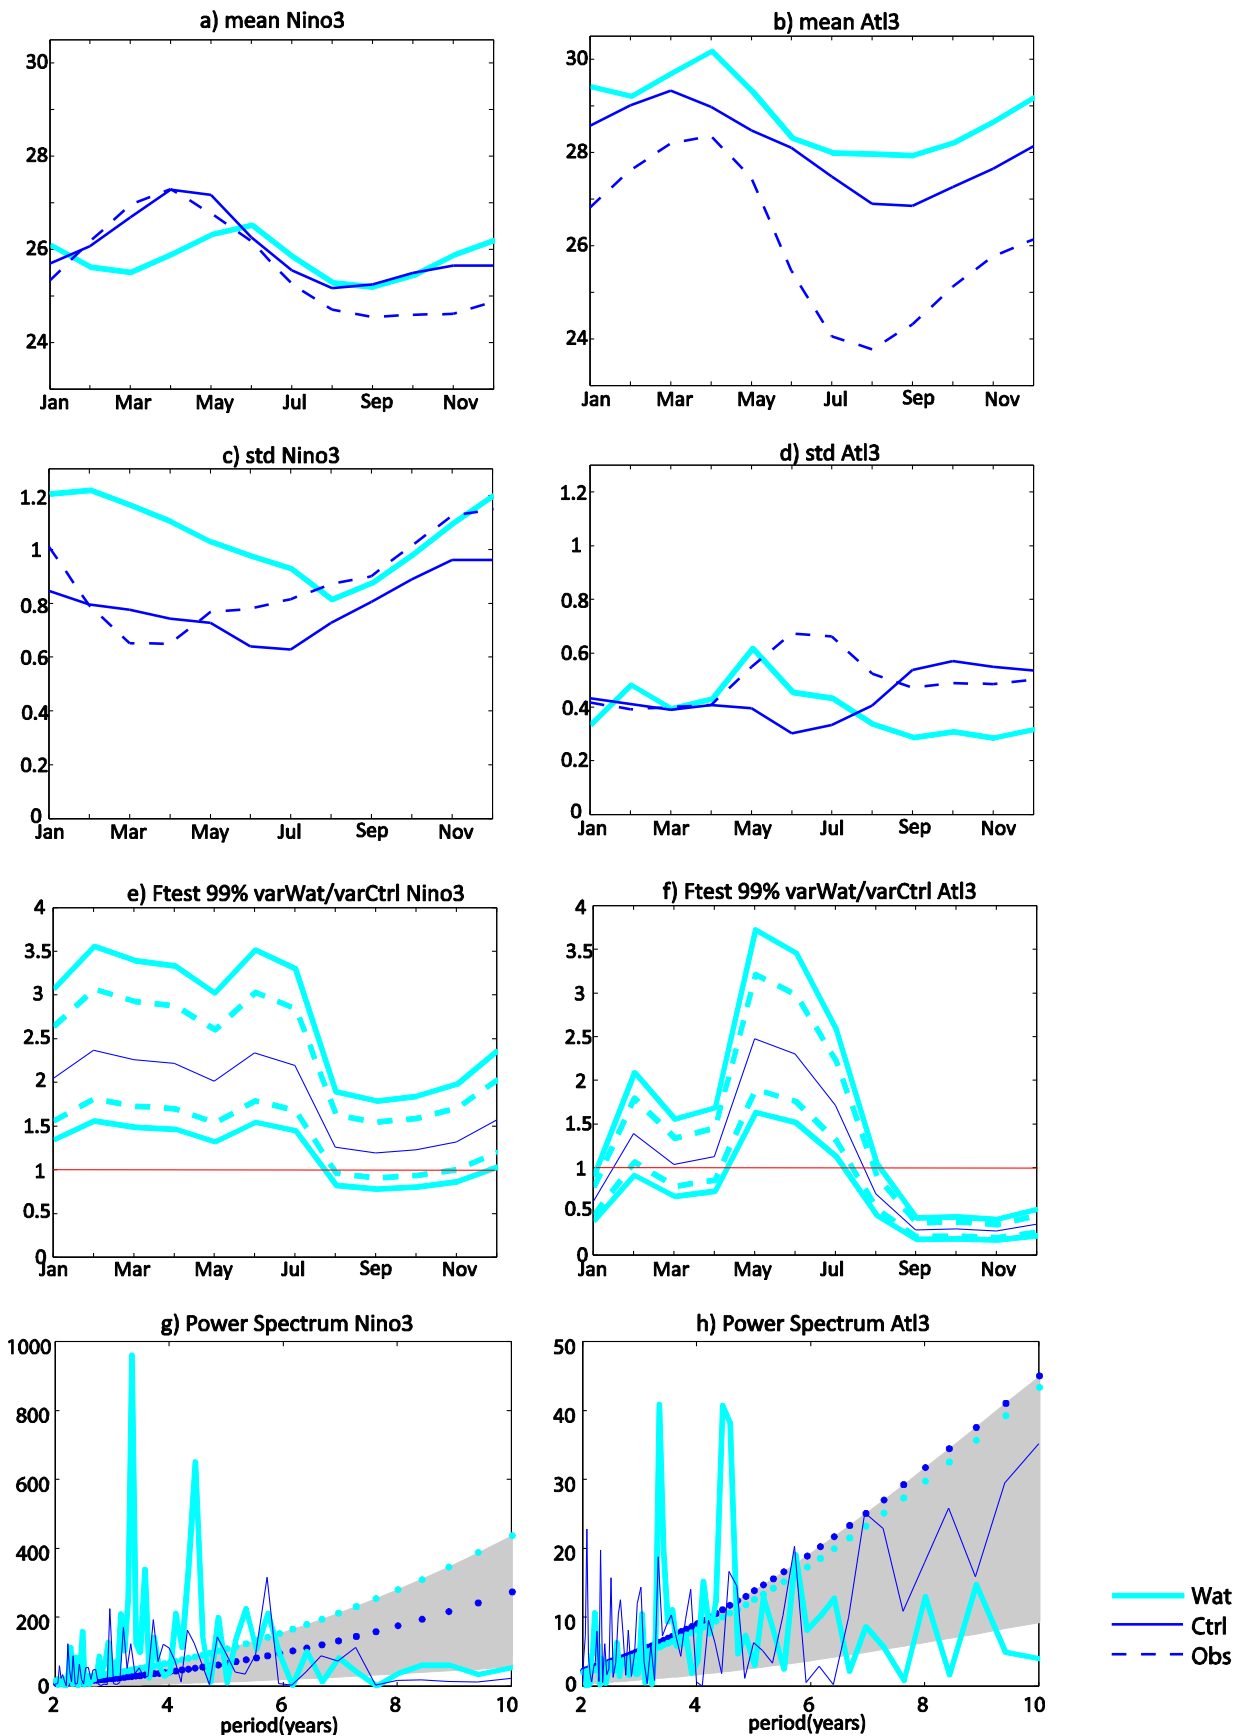 a) mean Nino3
b) mean Atl3
30
28
26
24
Jan Mar May Jul Sep Nov
30
28
26
24
Jan Mar May Jul Sep Nov
c) std Nino3
d) std Atl3
1.2
1
0.8
0.6
0.4
0.2
0
Jan Mar May Jul Sep Nov
1.2
1
0.8
0.6
0.4
0.2
0
Jan Mar May Jul Sep Nov
e) Ftest 99% varWat/varCtrl Nino3
f) Ftest 99% varWat/varCtrl Atl3
4
3.5
3
2.5
2
1.5
1
0.5
0
Jan Mar May Jul Sep Nov
4
3.5
3
2.5
2
1.5
1
0.5
0
Jan Mar May Jul Sep Nov
g) Power Spectrum Nino3
h) Power Spectrum Atl3
1000
800
600
400
200
0
2 4 6 8 10
period(years)
50
40
30
20
10
0
2 4 6 8 10
period(years)
Wat
Ctrl
Obs